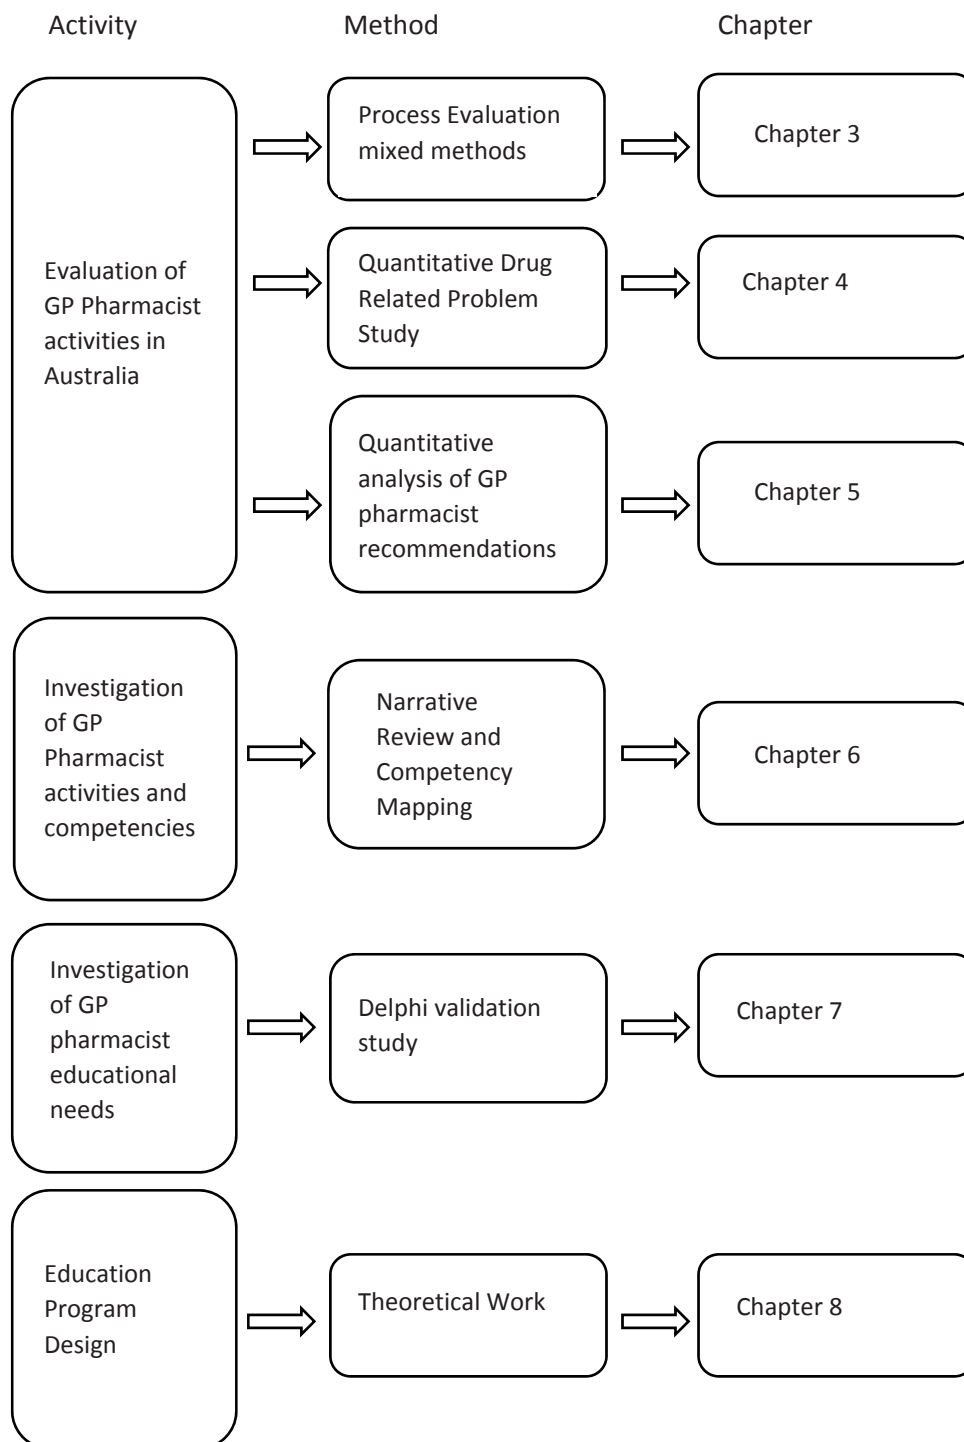 Activity
Method
Chapter
Evaluation of
GP Pharmacist
activities in
Australia
Process Evaluation
mixed methods
Chapter 3
Quantitative Drug
Related Problem
Study
Chapter 4
Quantitative
analysis of GP
pharmacist
recommendations
Chapter 5
Investigation
of GP
Pharmacist
activities and
competencies
Narrative
Review and
Competency
Mapping
Chapter 6
Investigation
of GP
pharmacist
educational
needs
Delphi validation
study
Chapter 7
Education
Program
Design
Theoretical Work
Chapter 8